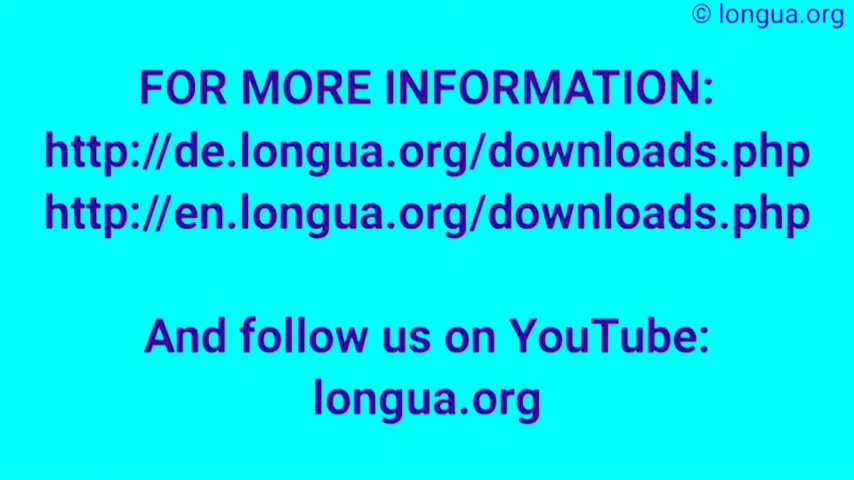 © longua.org
FOR MORE INFORMATION:
http://de.longua.org/downloads.php
http://en.longua.org/downloads.php
And follow us on YouTube:
longua.org